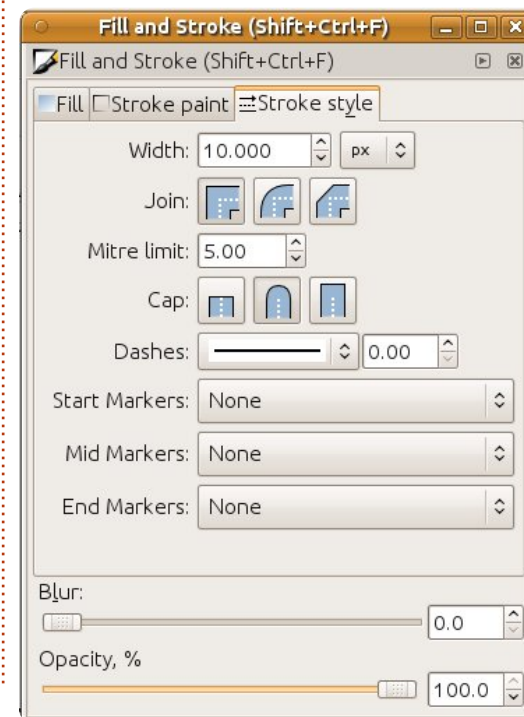 Fill and Stroke (Shift+Ctrl+F)
Fill and Stroke (Shift+Ctrl+F)
Fill Stroke paint Stroke style
Width: 10.000 px
Join:
Mitre limit: 5.00
Cap:
Dashes: 0.00
Start Markers: None
Mid Markers: None
End Markers: None
Blur:
0.0
Opacity, %
100.0